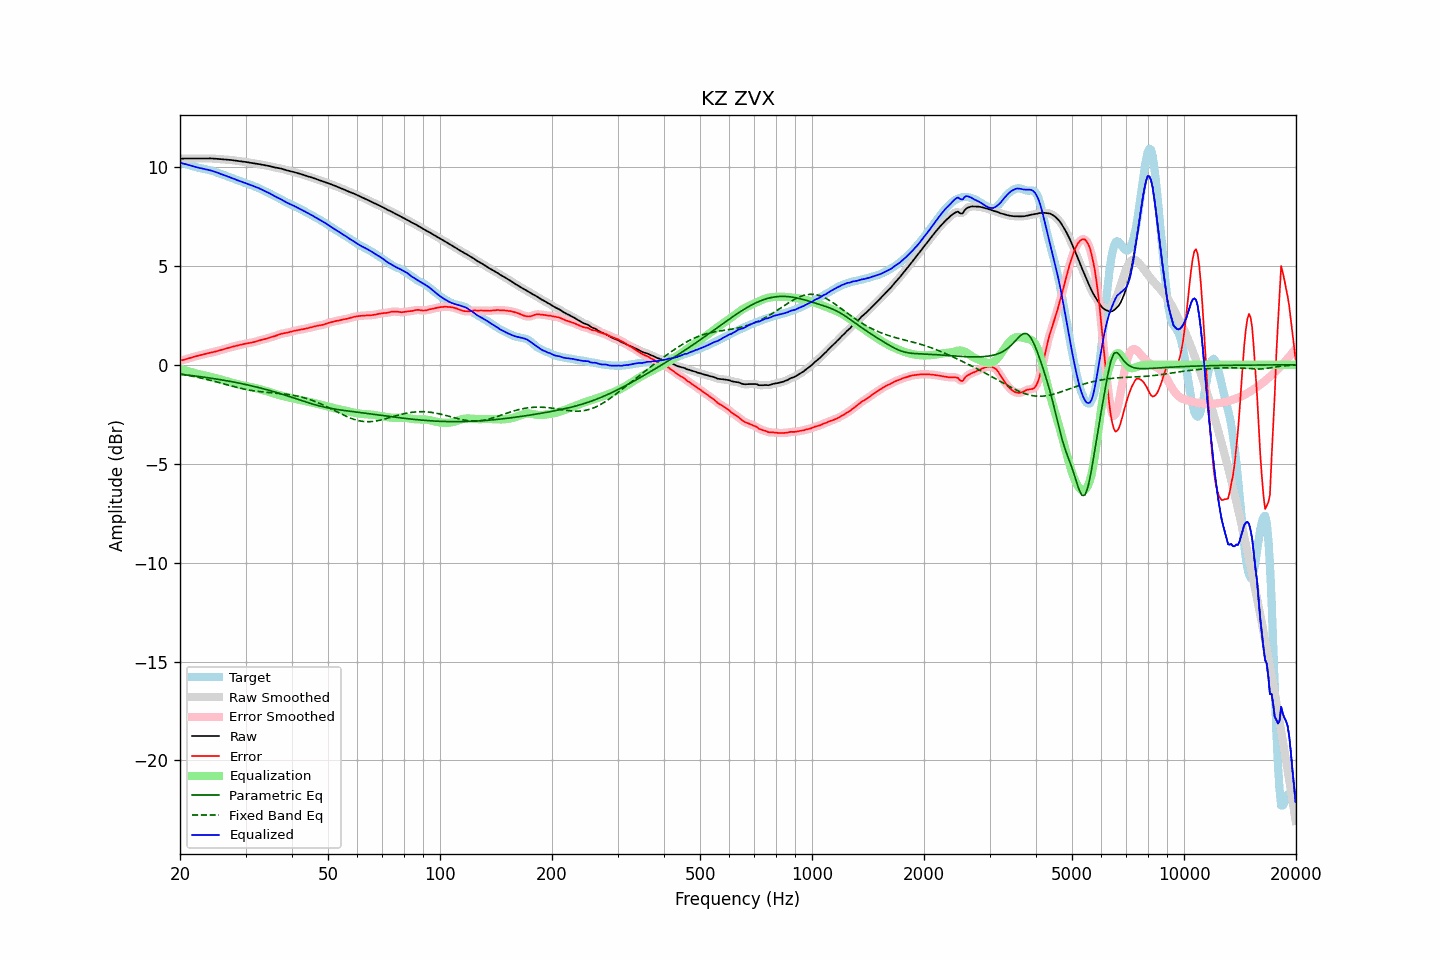 KZ ZVX
10
5
0
−5
−10
−15
−20
Amplitude (dBr)
Target
Raw Smoothed
Error Smoothed
Raw
Error
Equalization
Parametric Eq
Fixed Band Eq
Equalized
20 50 100 200 500 1000 2000 5000 10000 20000
Frequency (Hz)